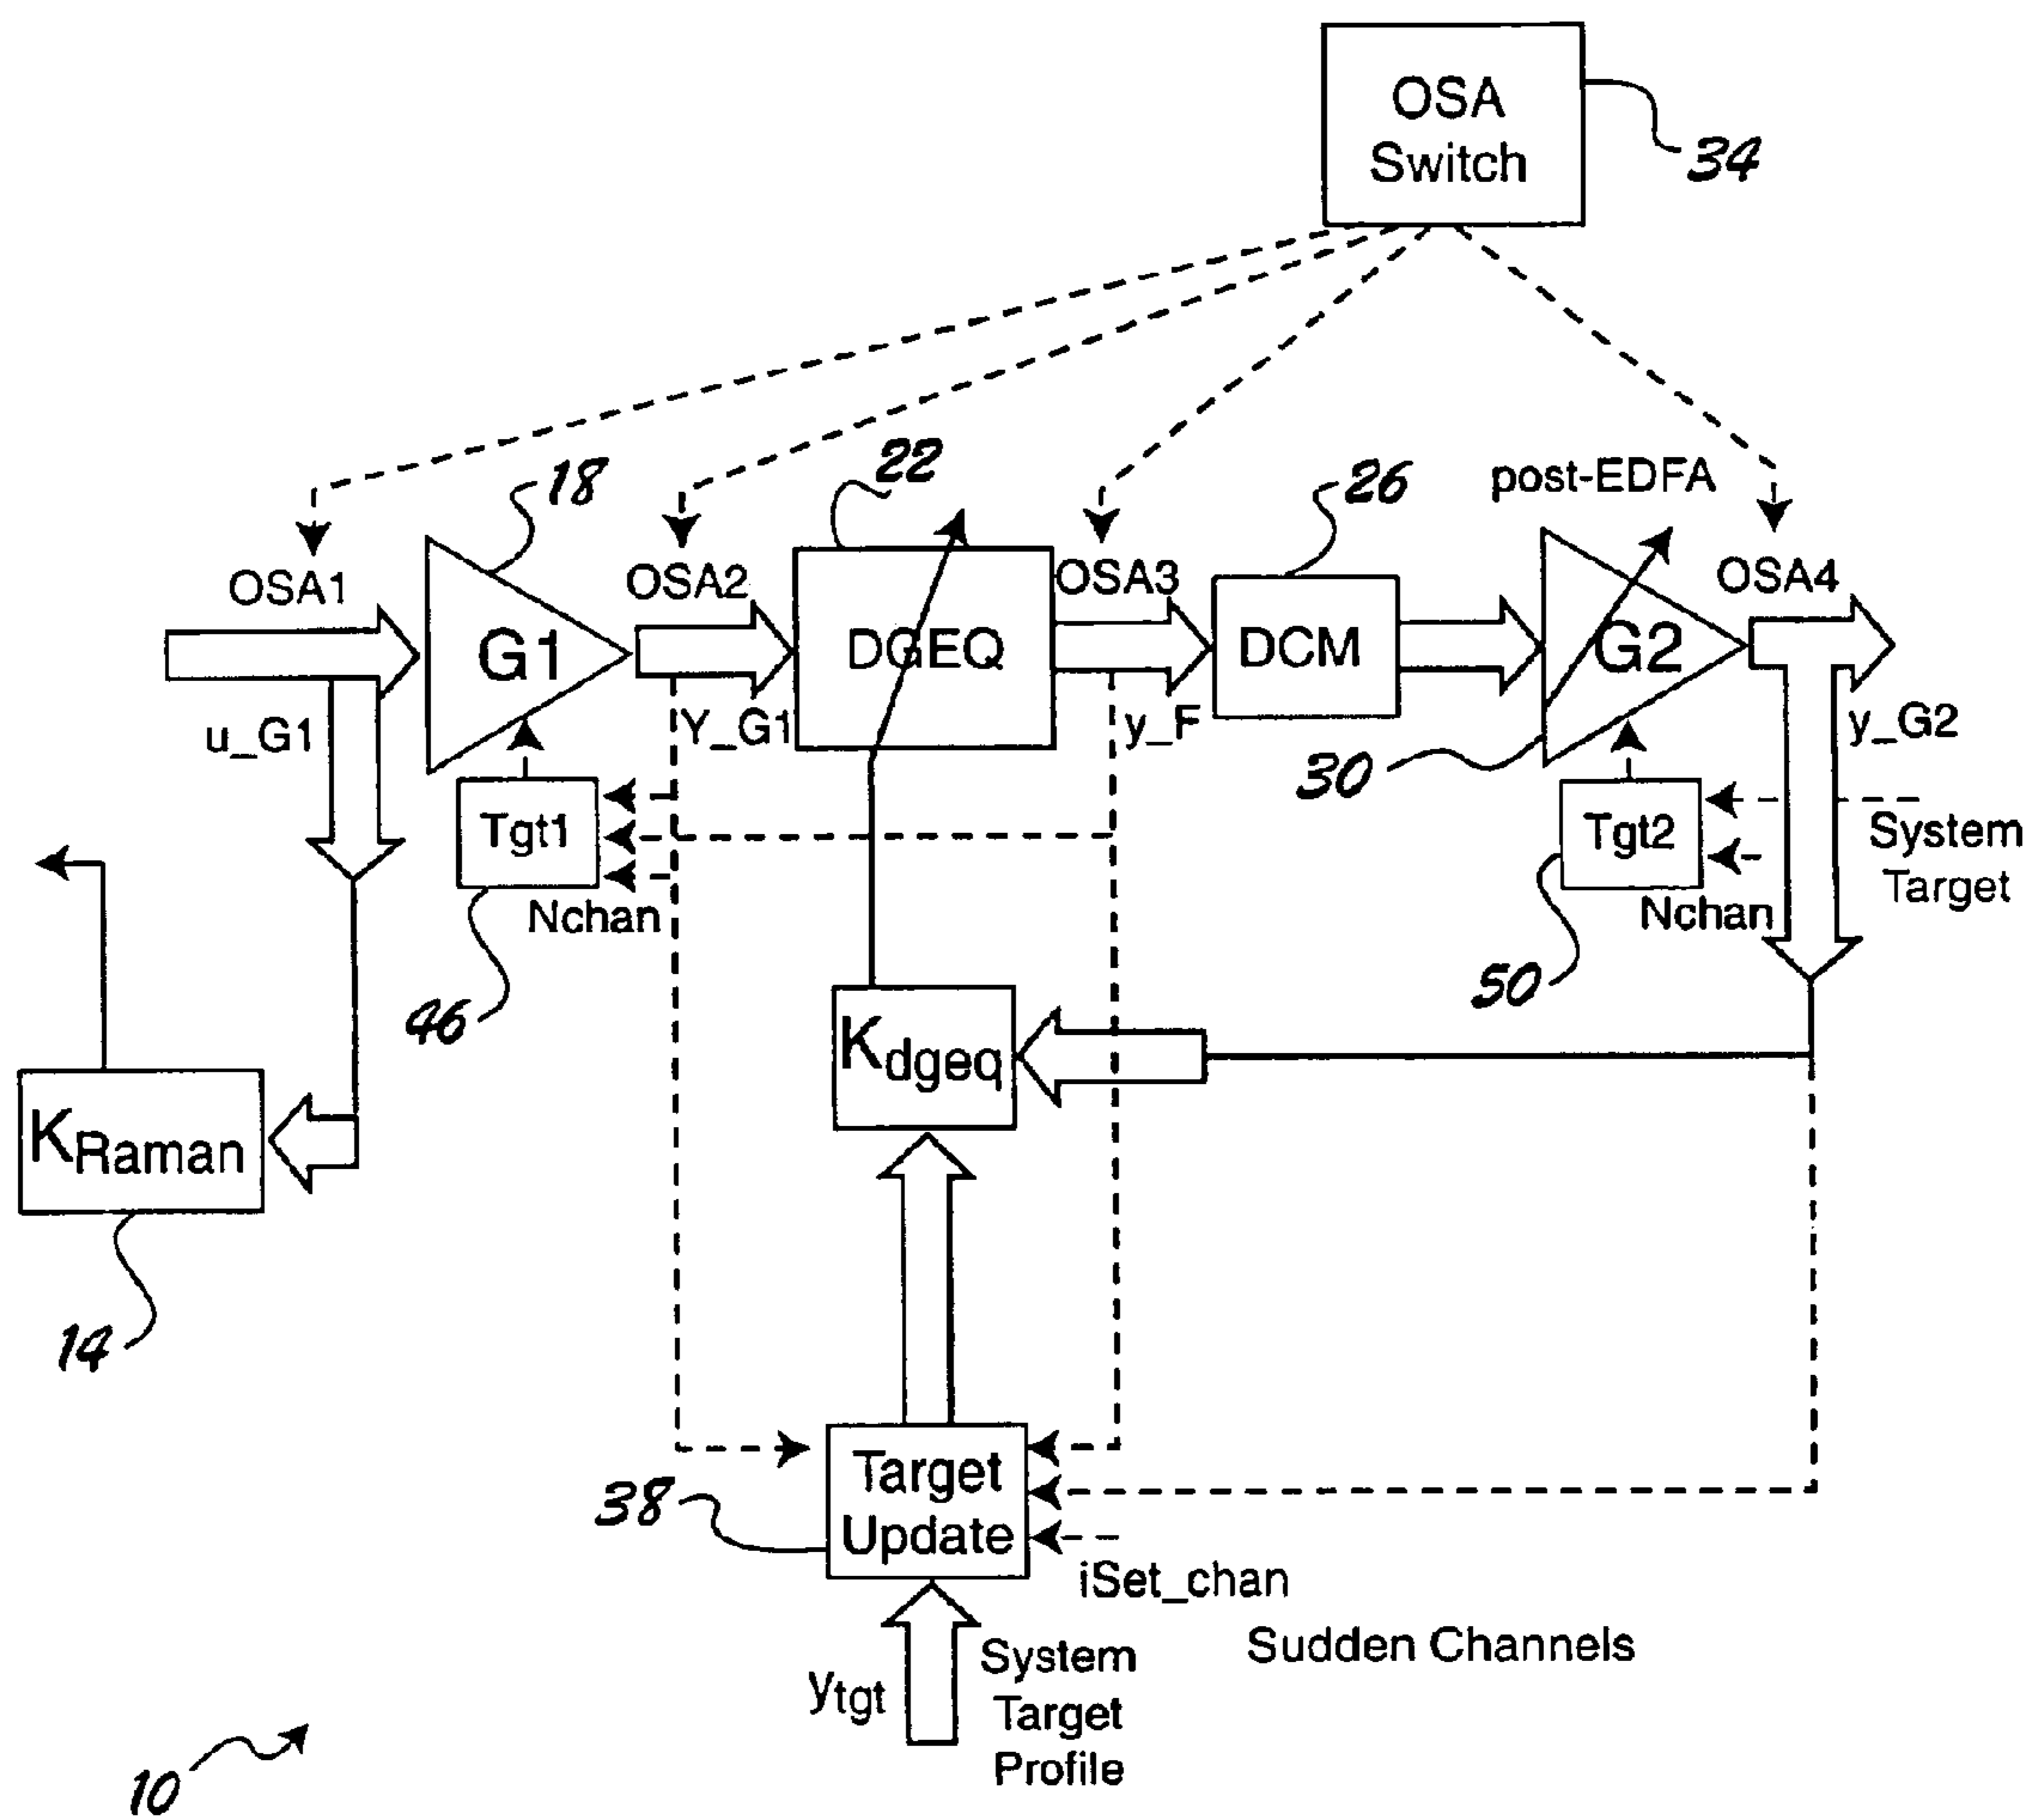 OSA
Switch
34
18
22
26
post-EDFA
OSA1
OSA2
OSA3
OSA4
G1
DGEQ
DCM
G2
u_G1
Y_G1
y_F
30
y_G2
Tgt1
Tgt2
System
Target
Nchan
Nchan
46
50
Kdgeq
KRaman
14
Target
Update
38
iSet_chan
Sudden Channels
ytgt
System
Target
Profile
10